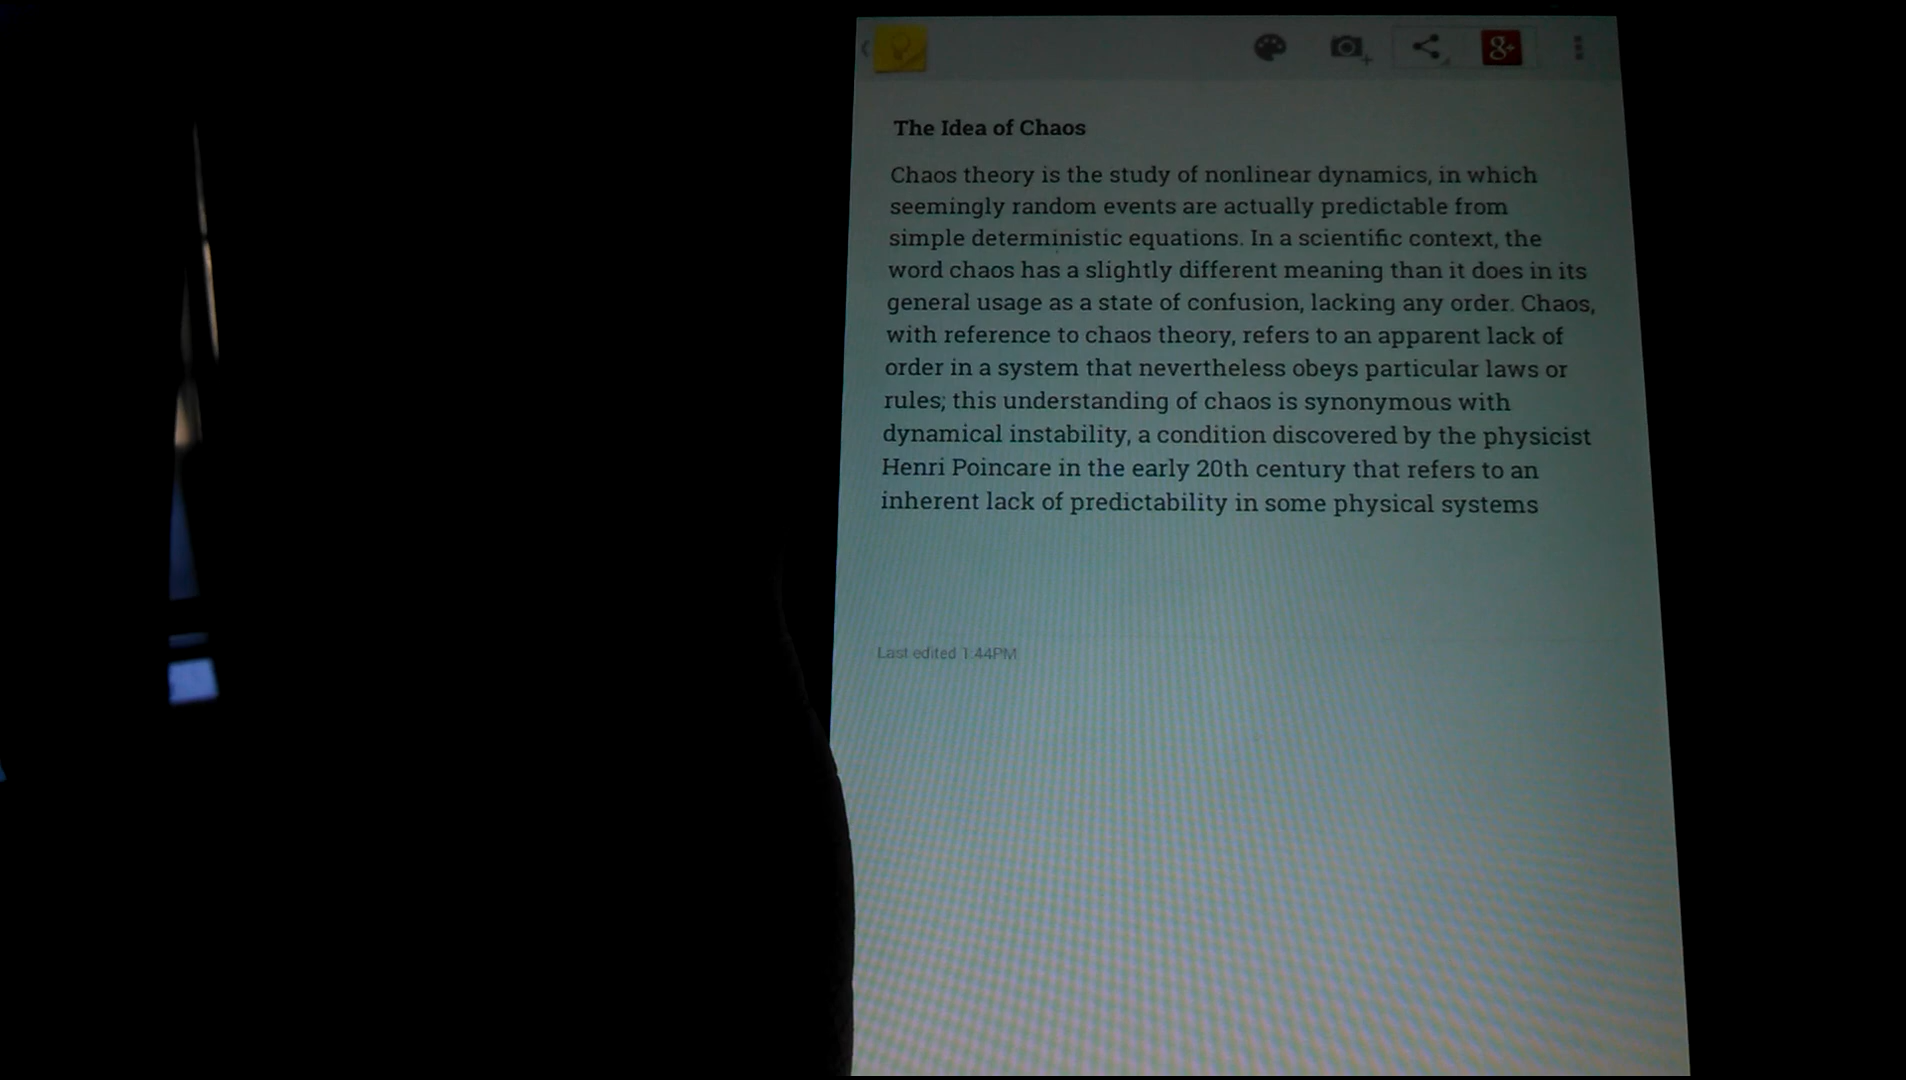 8+
The Idea of Chaos
Chaos theory is the study of nonlinear dynamics, in which
seemingly random events are actually predictable from
simple deterministic equations. In a scientific context, the
word chaos has a slightly different meaning than it does in its
general usage as a state of confusion, lacking any order. Chaos,
with reference to chaos theory, refers to an apparent lack of
order in a system that nevertheless obeys particular laws or
rules; this understanding of chaos is synonymous with
dynamical instability, a condition discovered by the physicist
Henri Poincare in the early 20th century that refers to an
inherent lack of predictability in some physical systems
Last edited 1:44PM